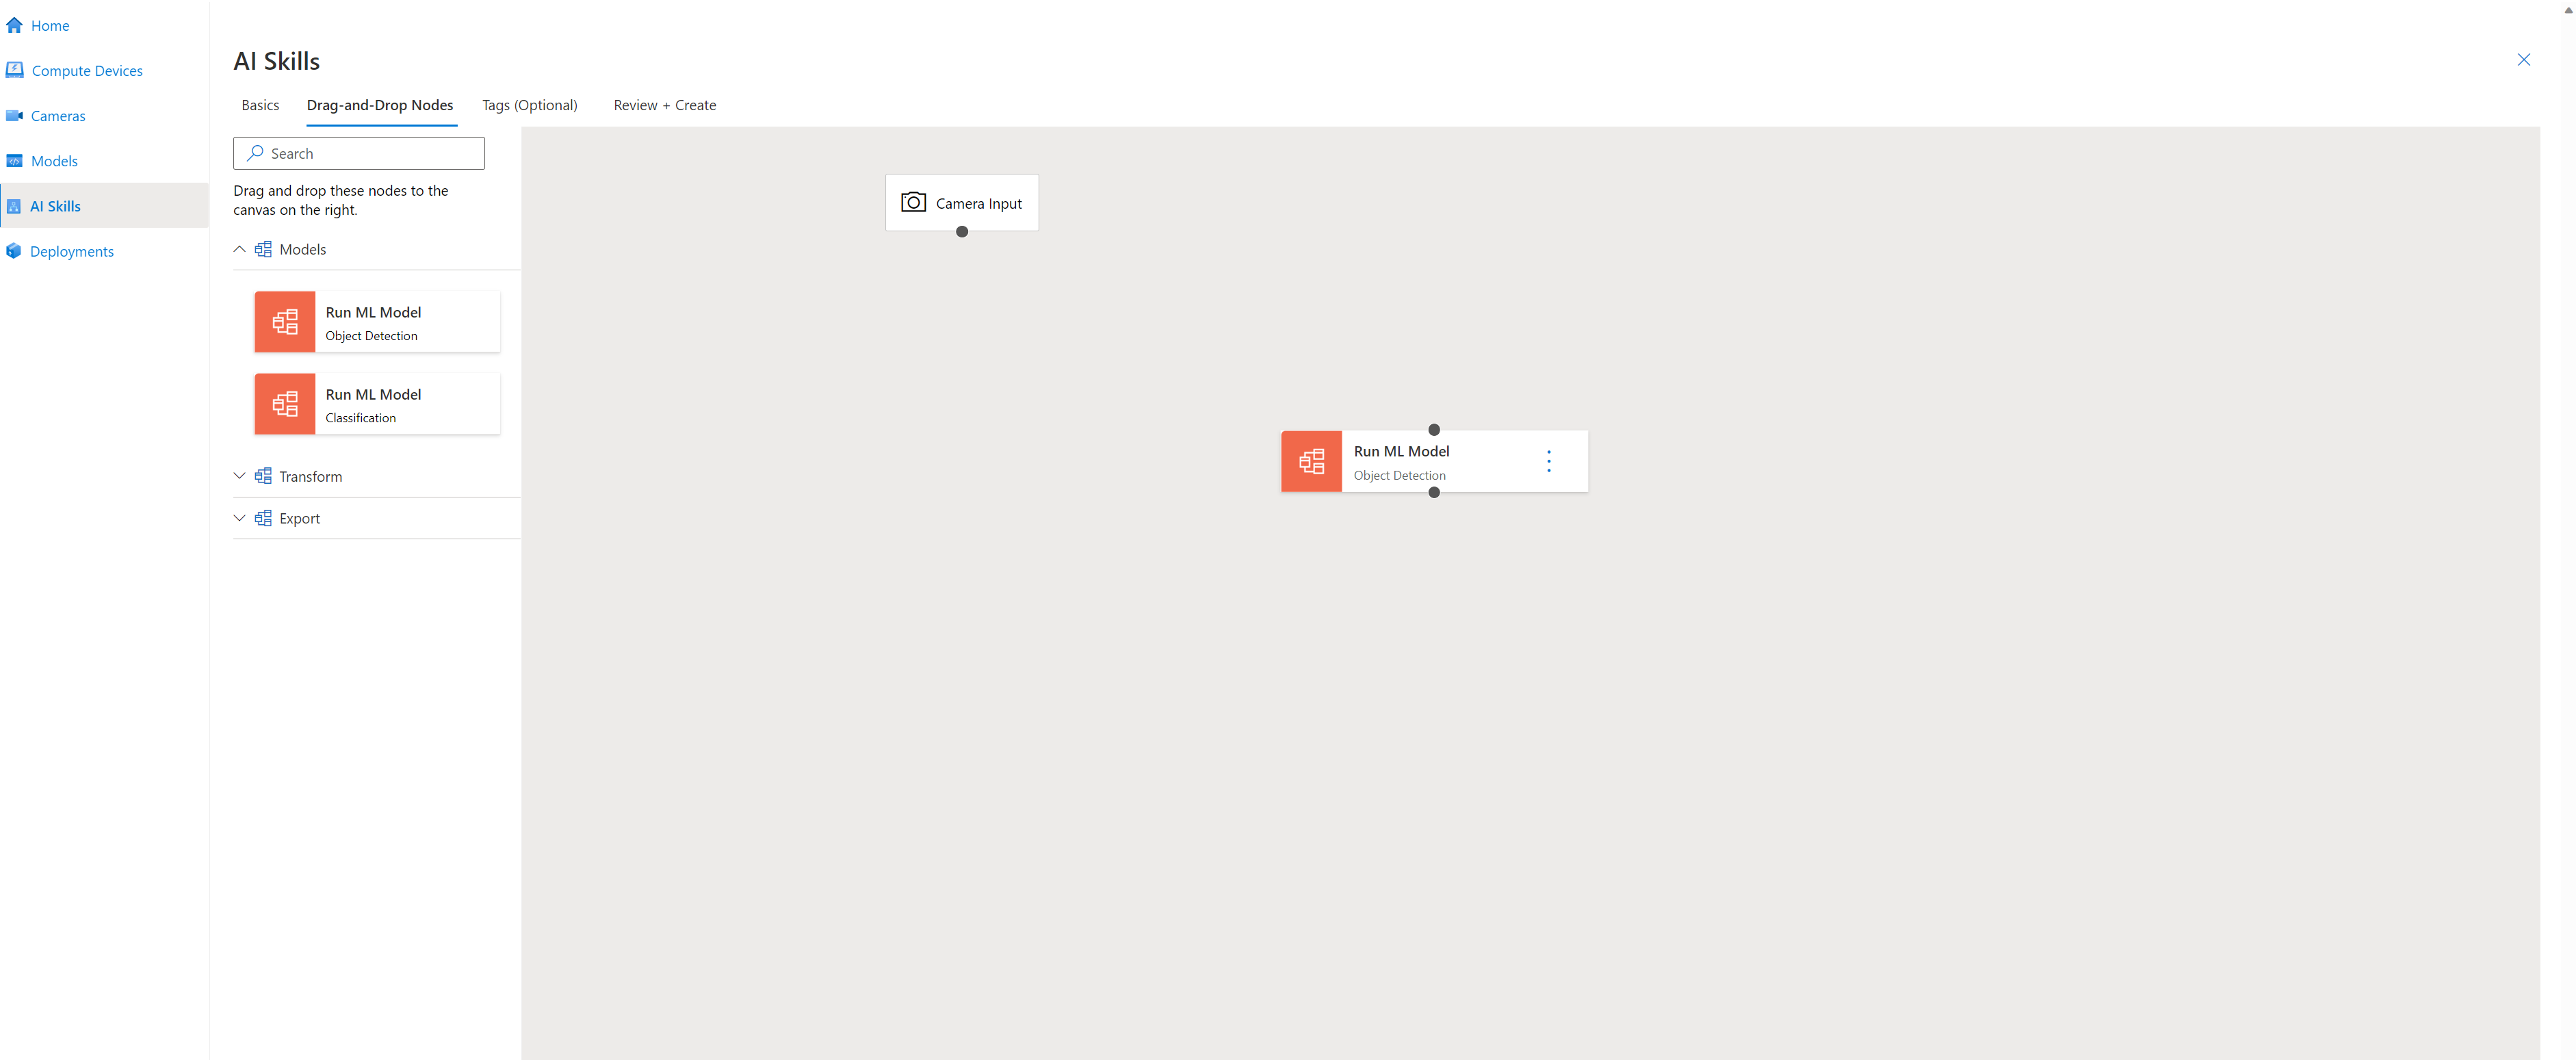 Home
Compute Devices
Cameras
Models
AI Skills
Deployments
AI Skills
Basics
Drag-and-Drop Nodes
Tags (Optional)
Review + Create
Search
Drag and drop these nodes to the
canvas on the right.
Models
Run ML Model
Object Detection
Run ML Model
Classification
Transform
Export
Camera Input
Run ML Model
Object Detection